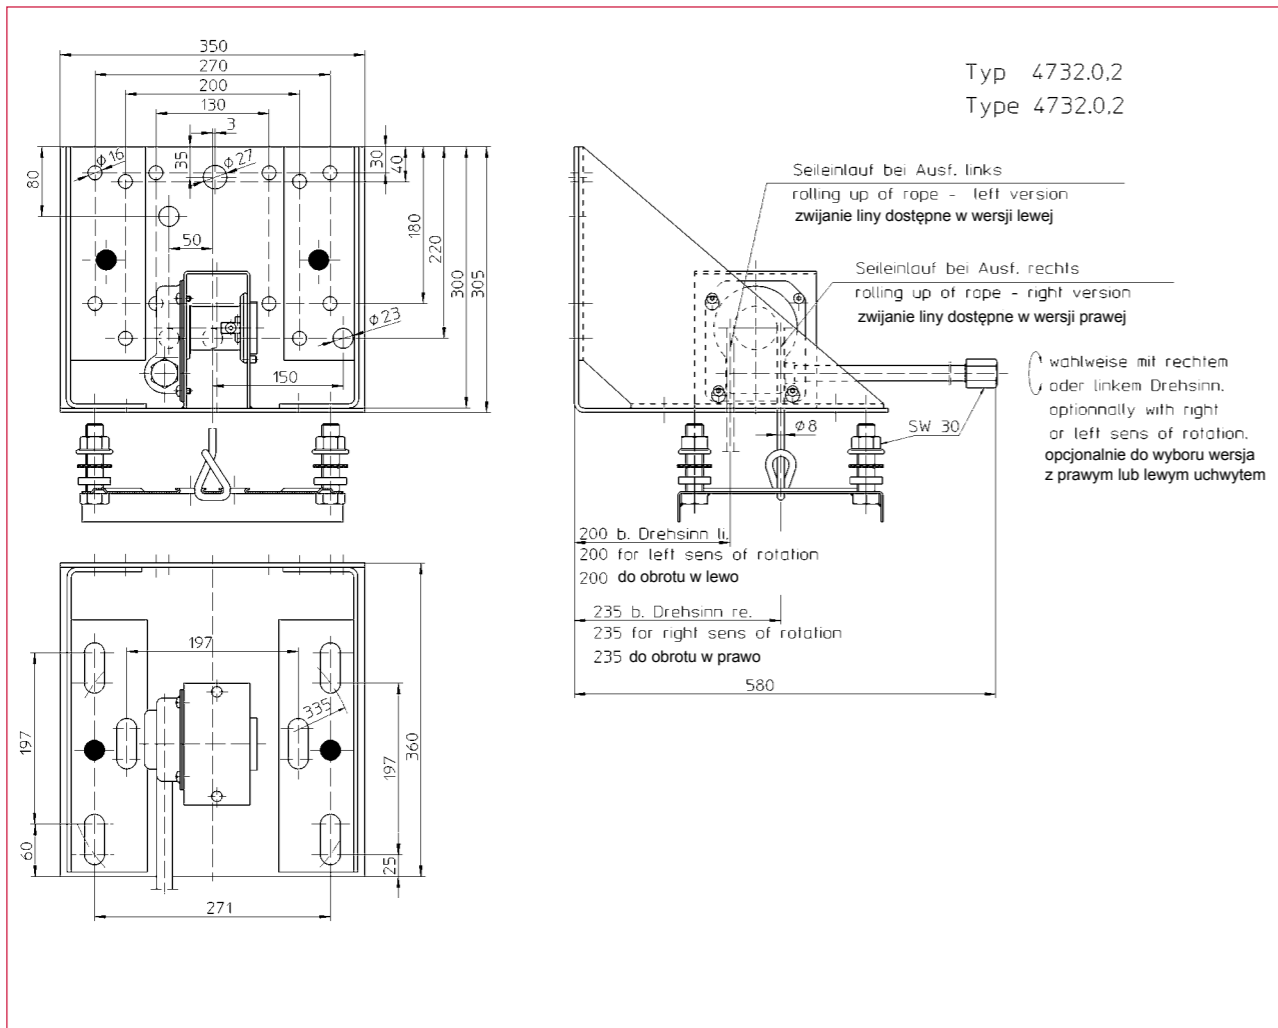 350
270
200
130
3
Typ 4732.0,2
Type 4732.0,2
ø16
35
ø27
30
40
80
50
180
220
300
305
ø23
150
Seileinlauf bei Ausf. links
rolling up of rope - left version
zwijanie liny dostępne w wersji lewej
Seileinlauf bei Ausf. rechts
rolling up of rope - right version
zwijanie liny dostępne w wersji prawej
wahlweise mit rechtem
oder linkem Drehsinn.
optionnally with right
or left sens of rotation.
opcjonalnie do wyboru wersja
z prawym lub lewym uchwytem
ø8
SW 30
200 b. Drehsinn li.
200 for left sens of rotation
200 do obrotu w lewo
235 b. Drehsinn re.
235 for right sens of rotation
235 do obrotu w prawo
580
197
335
197
197
360
60
25
271